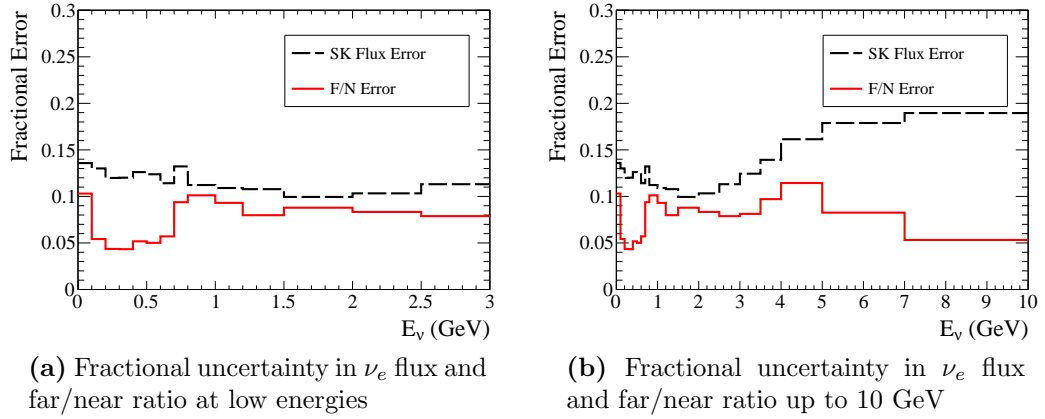 Fractional Error
0.3
0.25
0.2
0.15
0.1
0.05
0
SK Flux Error
F/N Error
0 0.5 1 1.5 2 2.5 3
E_ν (GeV)
(a) Fractional uncertainty in ν_e flux and
far/near ratio at low energies
Fractional Error
0.3
0.25
0.2
0.15
0.1
0.05
0
SK Flux Error
F/N Error
0 1 2 3 4 5 6 7 8 9 10
E_ν (GeV)
(b) Fractional uncertainty in ν_e flux
and far/near ratio up to 10 GeV